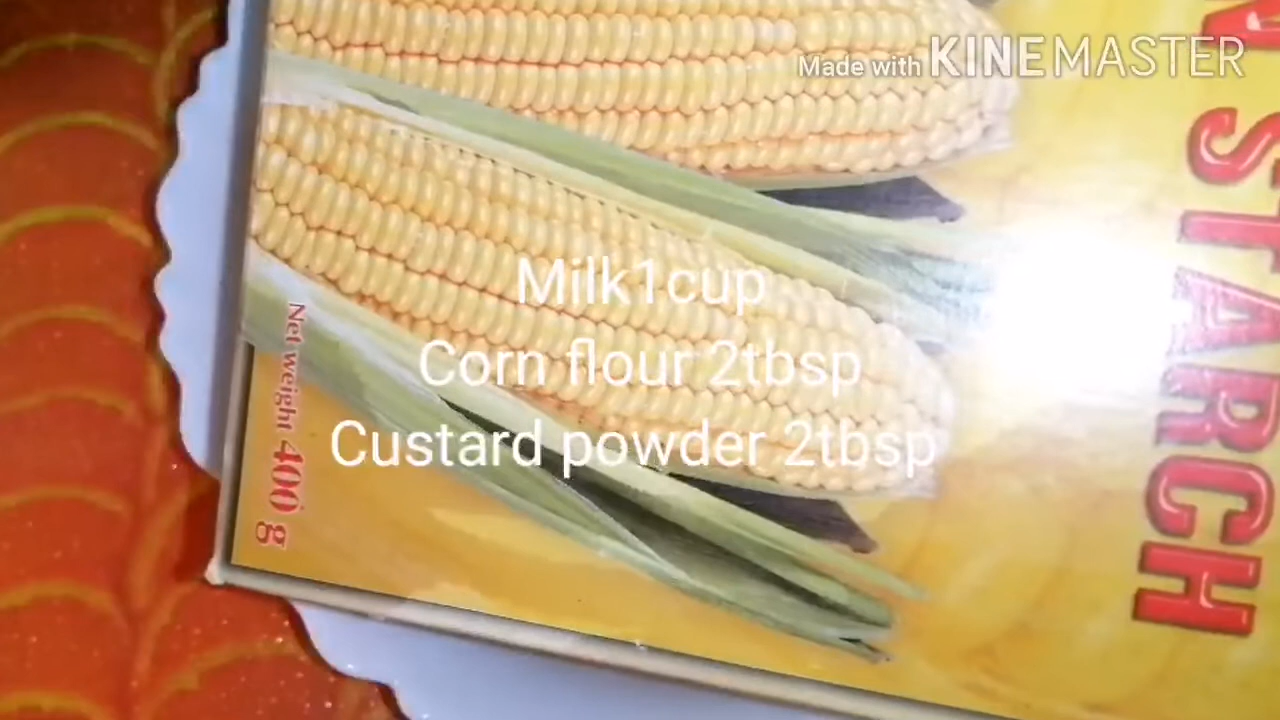 Made with KINEMASTER
STARCH
Milk1cup
Corn flour 2tbsp
Custard powder 2tbsp
Net weight 400 g